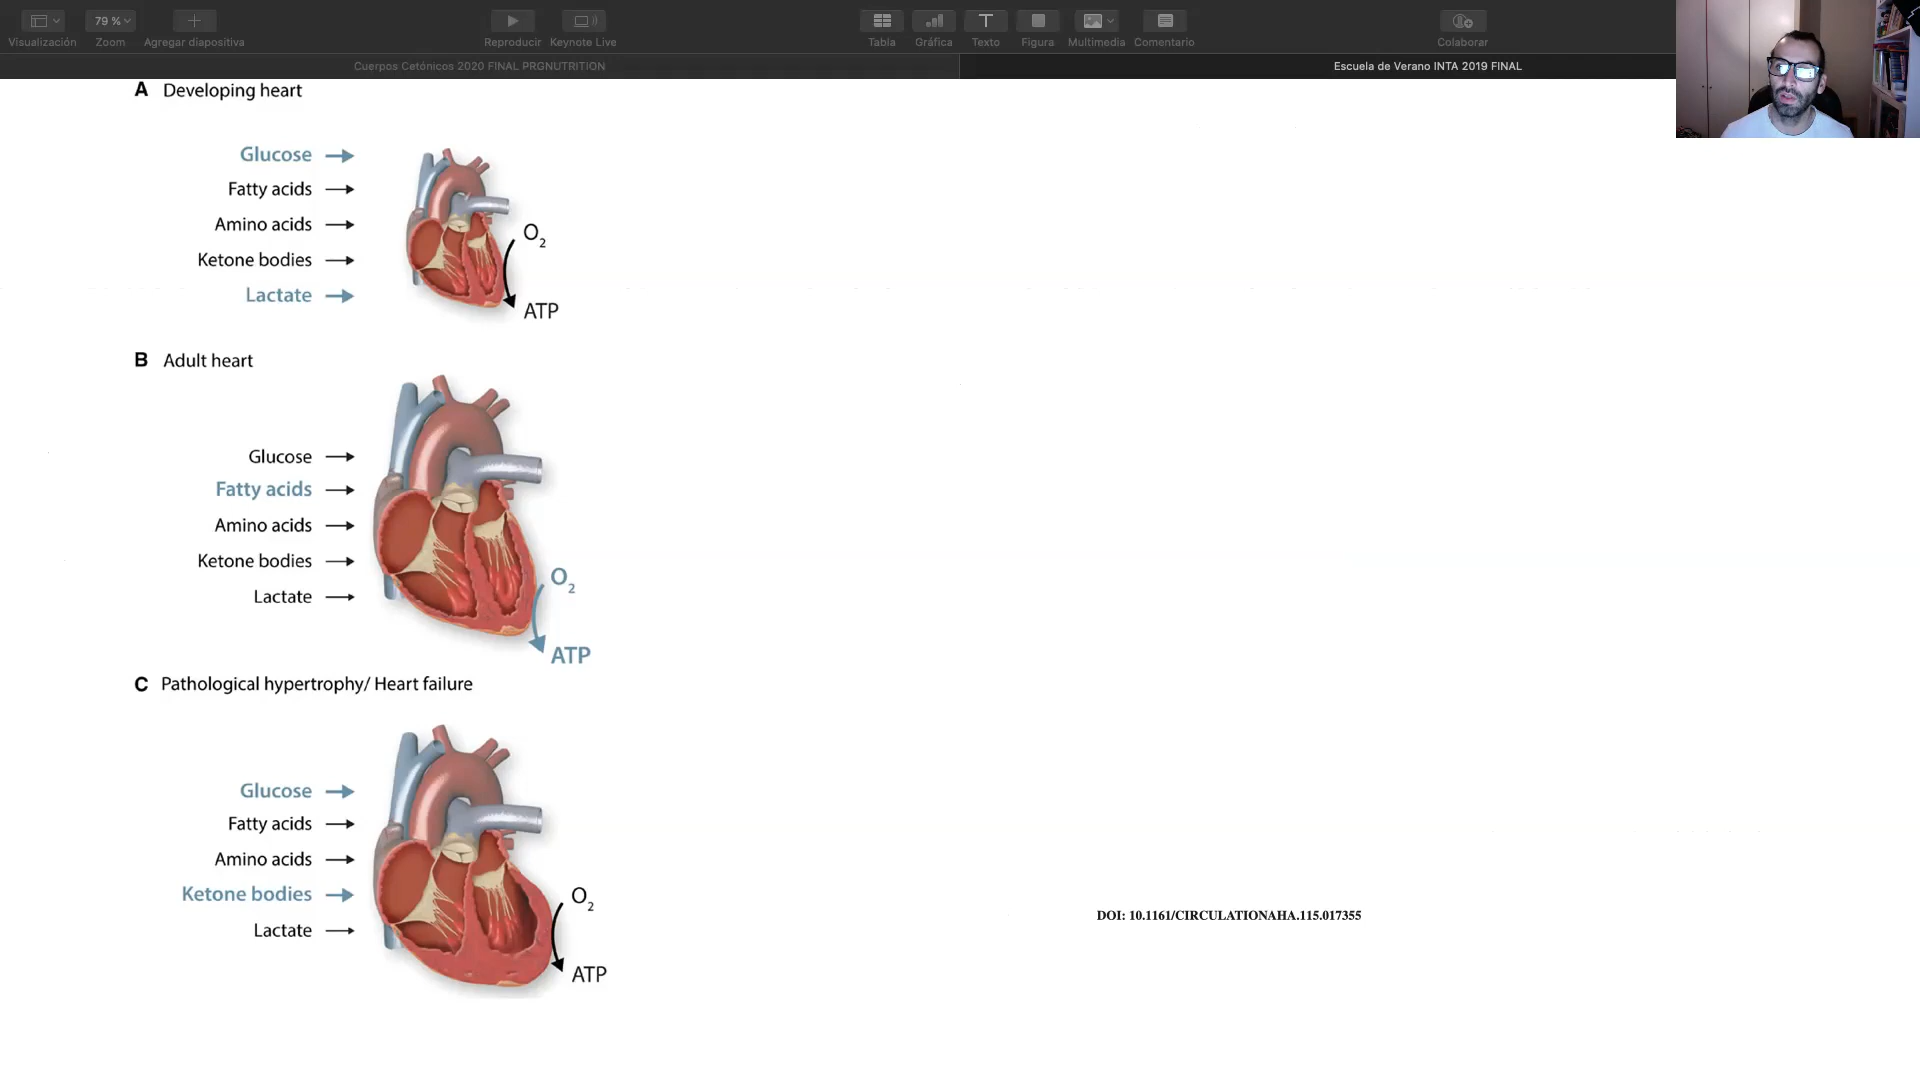 79 %
Visualización
Zoom
Agregar diapositiva
Reproducir
Keynote Live
Tabla
Gráfica
Texto
Figura
Multimedia
Comentario
Colaborar
Cuerpos Cetónicos 2020 FINAL PRGNUTRITION
Escuela de Verano INTA 2019 FINAL
A Developing heart
Glucose
Fatty acids
Amino acids
Ketone bodies
Lactate
O2
ATP
B Adult heart
Glucose
Fatty acids
Amino acids
Ketone bodies
Lactate
O2
ATP
C Pathological hypertrophy/ Heart failure
Glucose
Fatty acids
Amino acids
Ketone bodies
Lactate
O2
ATP
DOI: 10.1161/CIRCULATIONAHA.115.017355